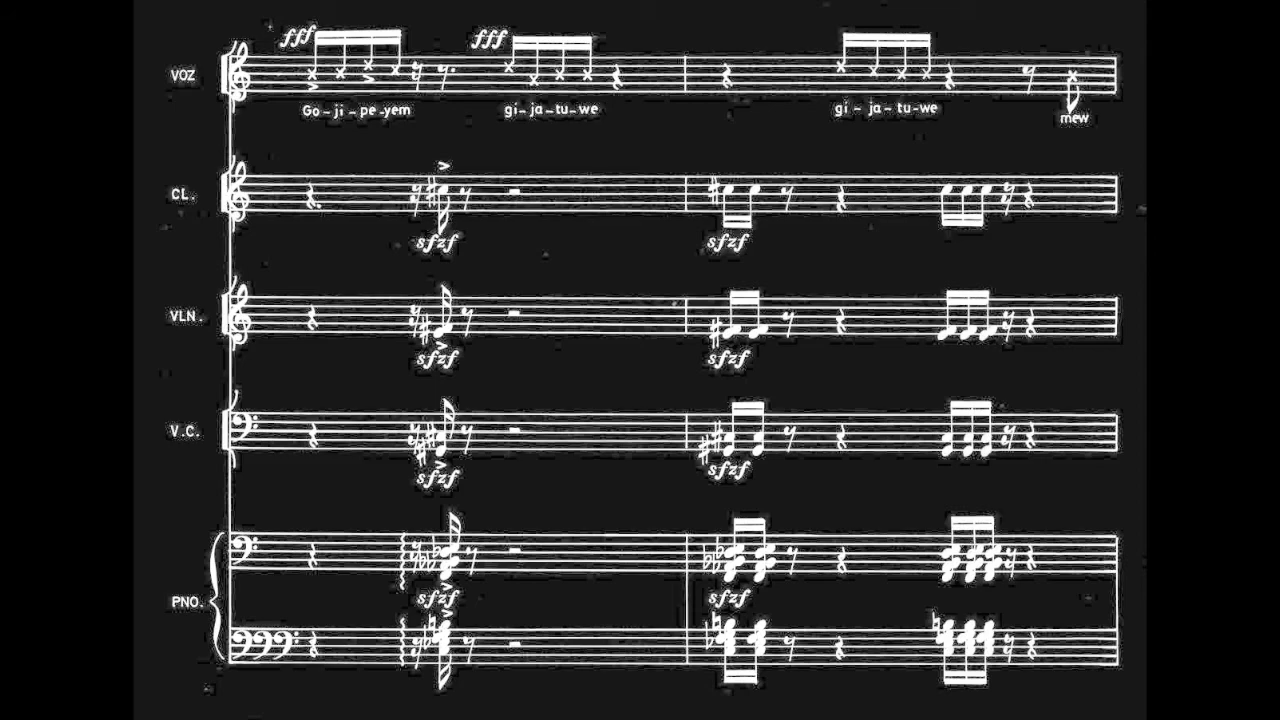 fff fff
VOZ
Go-ji-pe-yem gi-ja-tu-we gi-ja-tu-we mew
CL.
sfzf sfzf
VLN.
sfzf sfzf
V.C.
sfzf sfzf
sfzf sfzf
PNO.